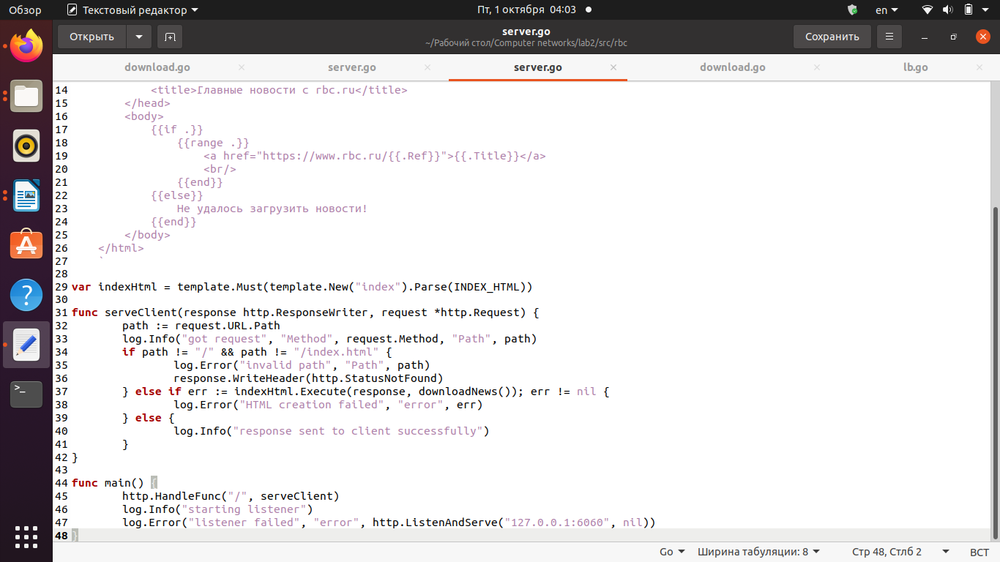 Обзор Текстовый редактор Пт, 1 октября 04:03 en
Открыть server.go Сохранить
~/Рабочий стол/Computer networks/lab2/src/rbc
download.go server.go server.go download.go lb.go
14 <title>Главные новости с rbc.ru</title>
15 </head>
16 <body>
17 {{if .}}
18 {{range .}}
19 <a href="https://www.rbc.ru/{{.Ref}}">{{.Title}}</a>
20 <br/>
21 {{end}}
22 {{else}}
23 Не удалось загрузить новости!
24 {{end}}
25 </body>
26 </html>
27 `
28
29 var indexHtml = template.Must(template.New("index").Parse(INDEX_HTML))
30
31 func serveClient(response http.ResponseWriter, request *http.Request) {
32 path := request.URL.Path
33 log.Info("got request", "Method", request.Method, "Path", path)
34 if path != "/" && path != "/index.html" {
35 log.Error("invalid path", "Path", path)
36 response.WriteHeader(http.StatusNotFound)
37 } else if err := indexHtml.Execute(response, downloadNews()); err != nil {
38 log.Error("HTML creation failed", "error", err)
39 } else {
40 log.Info("response sent to client successfully")
41 }
42 }
43
44 func main() {
45 http.HandleFunc("/", serveClient)
46 log.Info("starting listener")
47 log.Error("listener failed", "error", http.ListenAndServe("127.0.0.1:6060", nil))
48 }
Go Ширина табуляции: 8 Стр 48, Стлб 2 ВСТ